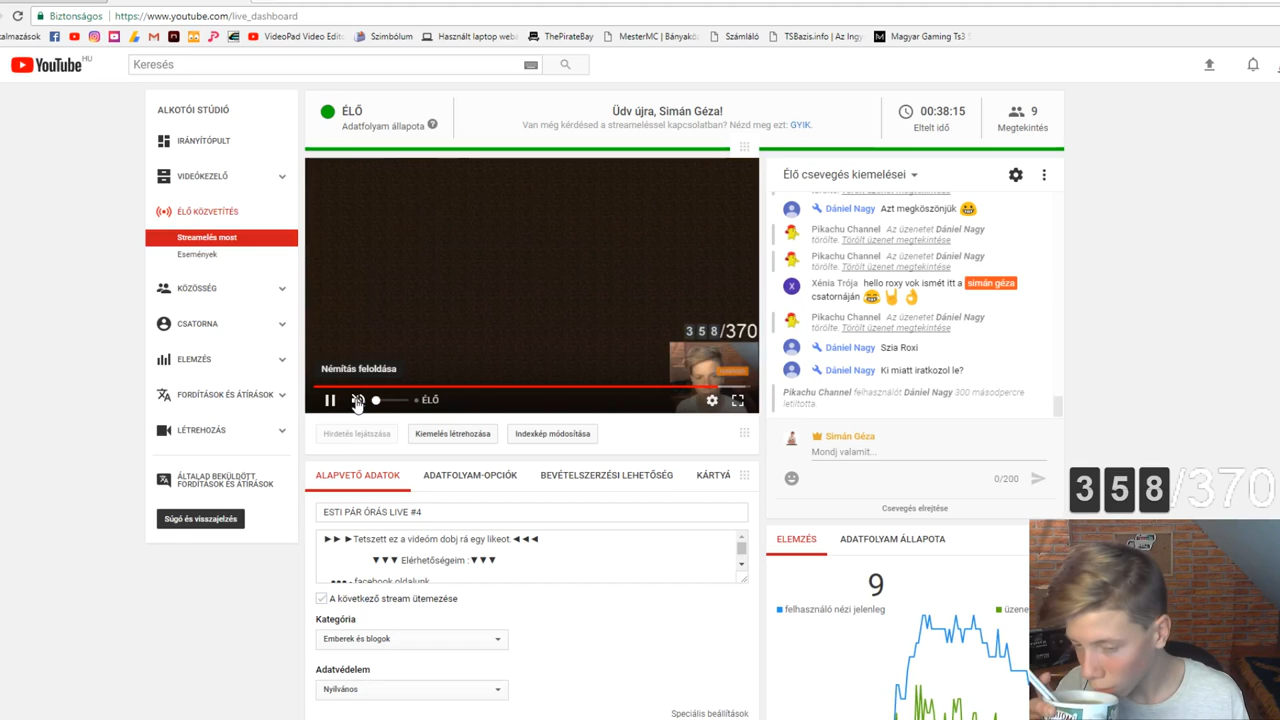 Biztonságos https://www.youtube.com/live_dashboard
VideoPad Video Edito Szimbólum Használt laptop web ThePirateBay MesterMC | Bányakó Számláló TSBazis.com | Az Ingy Magyar Gaming Ts3
YouTube HU
Keresés
ALKOTÓI STÚDIÓ
IRÁNYÍTÓPULT
VIDEÓKEZELŐ
ÉLŐ KÖZVETÍTÉS
Streamelés most
Események
KÖZÖSSÉG
CSATORNA
ELEMZÉS
FORDÍTÁSOK ÉS ÁTÍRÁSOK
LÉTREHOZÁS
ÁLTALAD BEKÜLDÖTT FORDÍTÁSOK ÉS ÁTÍRÁSOK
Súgó és visszajelzés
ÉLŐ
Adatfolyam állapota
Üdv újra, Simán Géza!
Van még kérdésed a streameléssel kapcsolatban? Nézd meg ezt: GYIK.
00:38:15
Eltelt idő
9
Megtekintés
358/370
Némítás feloldása
ÉLŐ
Hirdetés lejátszása
Kiemelés létrehozása
Indexkép módosítása
ALAPVETŐ ADATOK
ADATFOLYAM-OPCIÓK
BEVÉTELSZERZÉSI LEHETŐSÉG
KÁRTYÁ
ESTI PÁR ÓRÁS LIVE #4
►► ►Tetszett ez a videóm dobj rá egy likeot.◄◄◄
▼▼▼ Elérhetőségeim :▼▼▼
●●● - facebook oldalunk
A következő stream ütemezése
Kategória
Emberek és blogok
Adatvédelem
Nyilvános
Speciális beállítások
Élő csevegés kiemelései
Dániel Nagy Azt megköszönjük
Pikachu Channel Az üzenetet Dániel Nagy
törölte. Törölt üzenet megtekintése
Pikachu Channel Az üzenetet Dániel Nagy
törölte. Törölt üzenet megtekintése
Xénia Trója hello roxy vok ismét itt a simán géza
csatornáján
Pikachu Channel Az üzenetet Dániel Nagy
törölte. Törölt üzenet megtekintése
Dániel Nagy Szia Roxi
Dániel Nagy Ki miatt iratkozol le?
Pikachu Channel felhasználót Dániel Nagy 300 másodpercre
letiltotta.
Simán Géza
Mondj valamit...
0/200
Csevegés elrejtése
358/370
ELEMZÉS
ADATFOLYAM ÁLLAPOTA
9
felhasználó nézi jelenleg
üzene